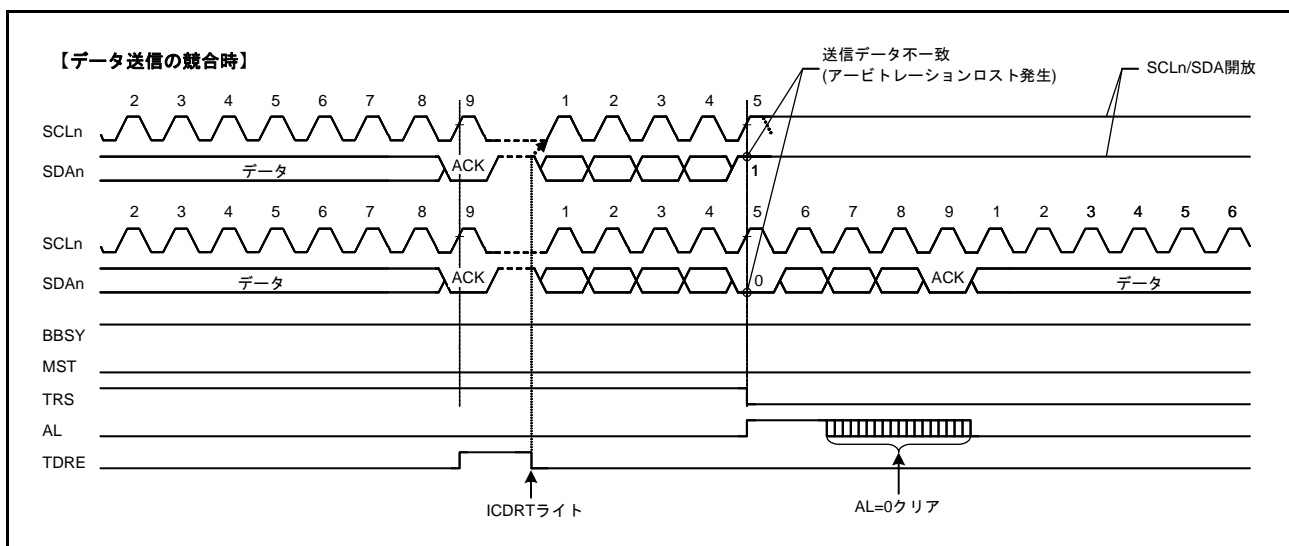 【データ送信の競合時】
送信データ不一致
(アービトレーションロスト発生)
SCLn/SDA開放
2 3 4 5 6 7 8 9 1 2 3 4 5
SCLn
SDAn データ ACK 1
2 3 4 5 6 7 8 9 1 2 3 4 5 6 7 8 9 1 2 3 4 5 6
SCLn
SDAn データ ACK 0 ACK データ
BBSY
MST
TRS
AL
TDRE
ICDRTライト
AL=0クリア